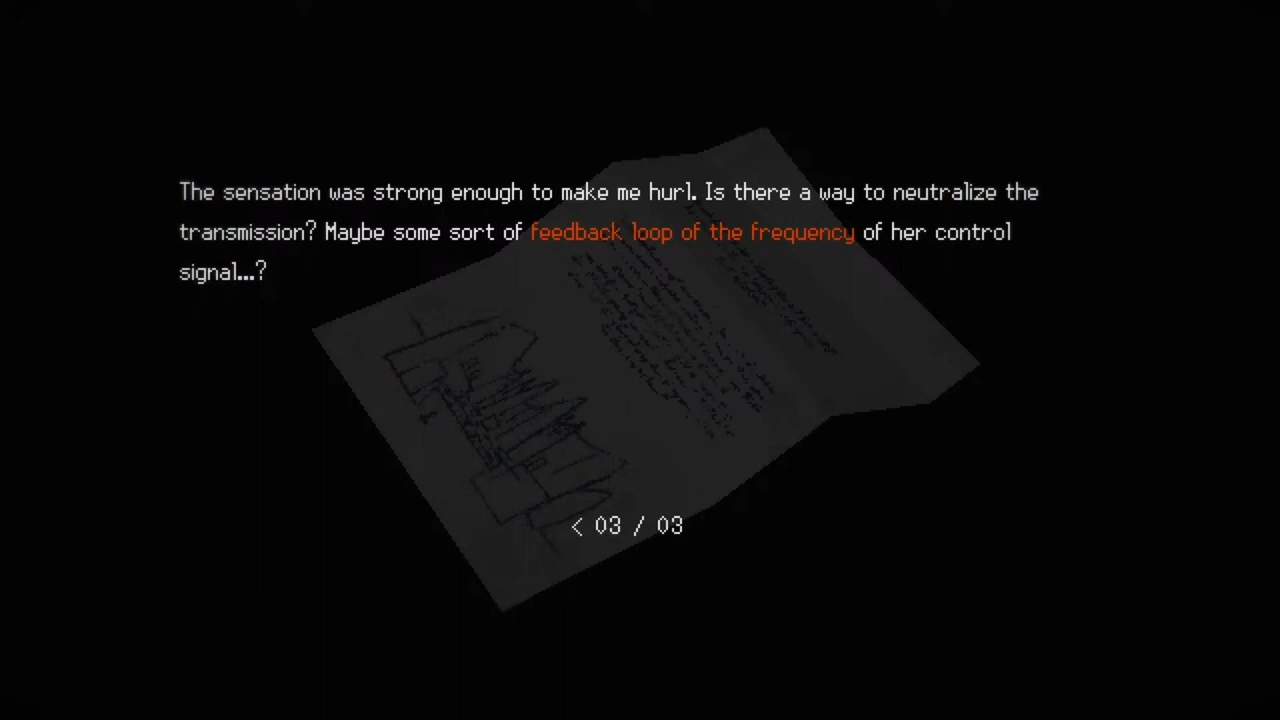 The sensation was strong enough to make me hurl. Is there a way to neutralize the
transmission? Maybe some sort of feedback loop of the frequency of her control
signal...?
< 03 / 03